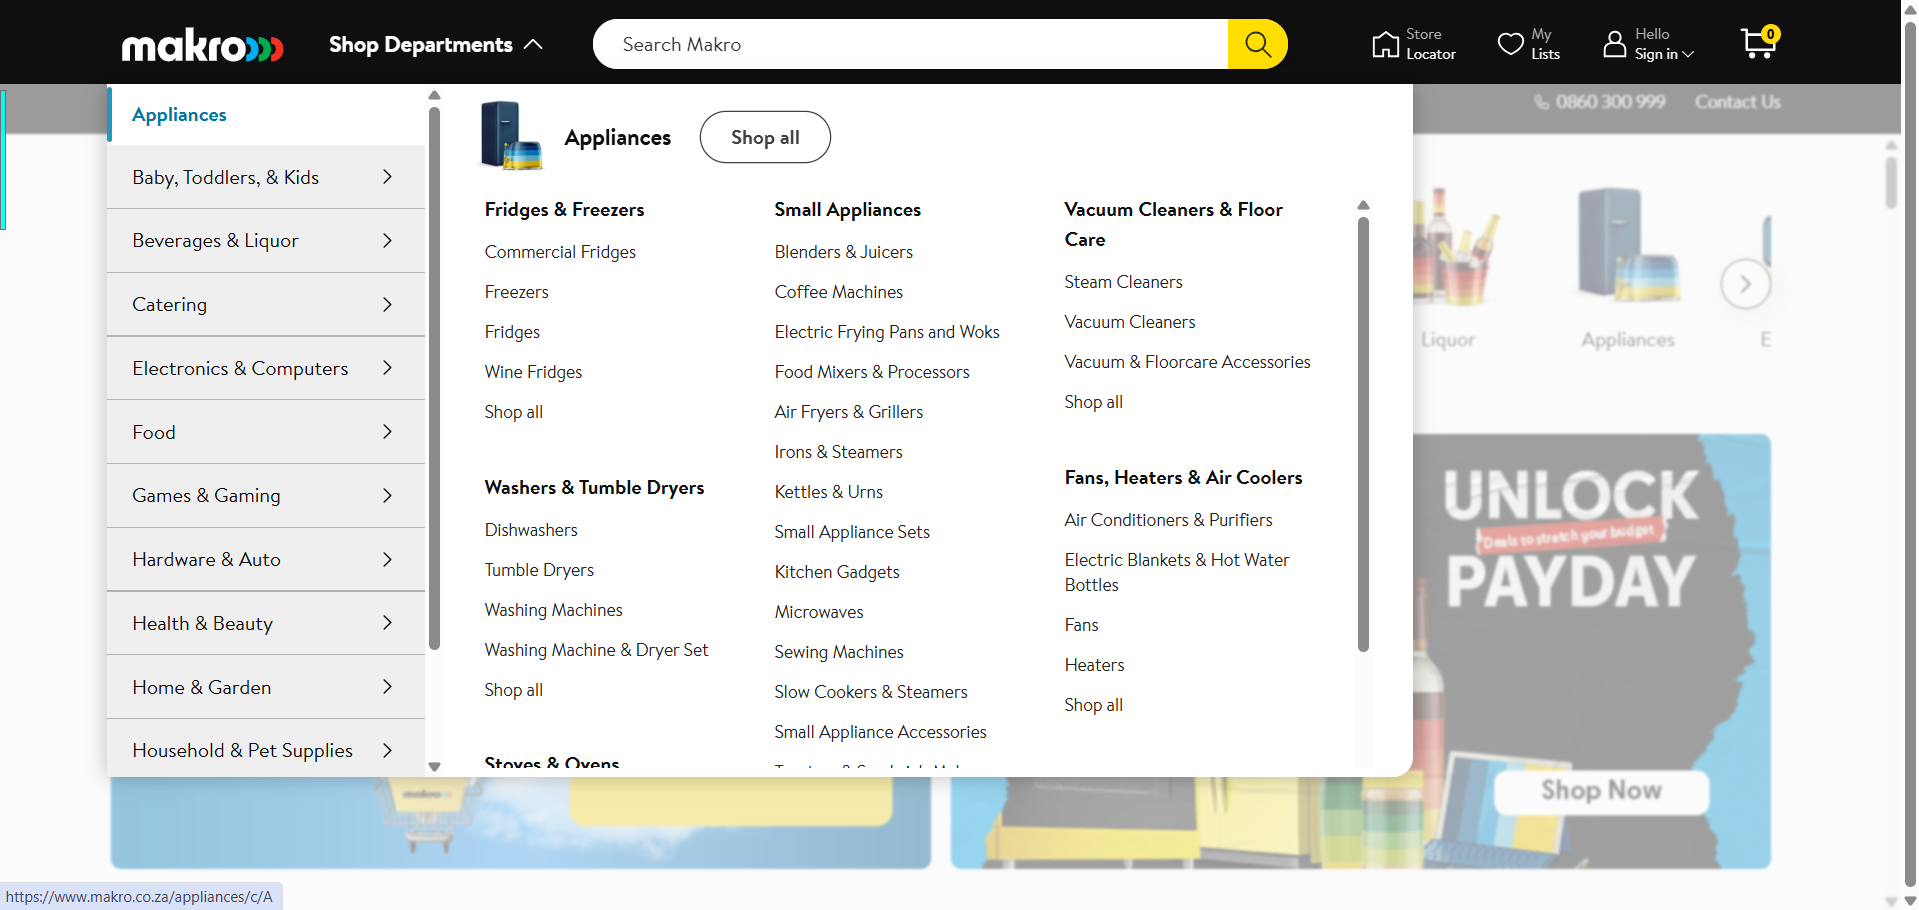 makro
Shop Departments
Search Makro
Store
Locator
My
Lists
Hello
Sign in
0
0860 300 999
Contact Us
Appliances
Baby, Toddlers, & Kids
Beverages & Liquor
Catering
Electronics & Computers
Food
Games & Gaming
Hardware & Auto
Health & Beauty
Home & Garden
Household & Pet Supplies
Appliances
Shop all
Fridges & Freezers
Commercial Fridges
Freezers
Fridges
Wine Fridges
Shop all
Washers & Tumble Dryers
Dishwashers
Tumble Dryers
Washing Machines
Washing Machine & Dryer Set
Shop all
Stoves & Ovens
Small Appliances
Blenders & Juicers
Coffee Machines
Electric Frying Pans and Woks
Food Mixers & Processors
Air Fryers & Grillers
Irons & Steamers
Kettles & Urns
Small Appliance Sets
Kitchen Gadgets
Microwaves
Sewing Machines
Slow Cookers & Steamers
Small Appliance Accessories
Vacuum Cleaners & Floor
Care
Steam Cleaners
Vacuum Cleaners
Vacuum & Floorcare Accessories
Shop all
Fans, Heaters & Air Coolers
Air Conditioners & Purifiers
Electric Blankets & Hot Water
Bottles
Fans
Heaters
Shop all
Liquor
Appliances
E
UNLOCK
Deals to stretch your budget
PAYDAY
Shop Now
makro
https://www.makro.co.za/appliances/c/A